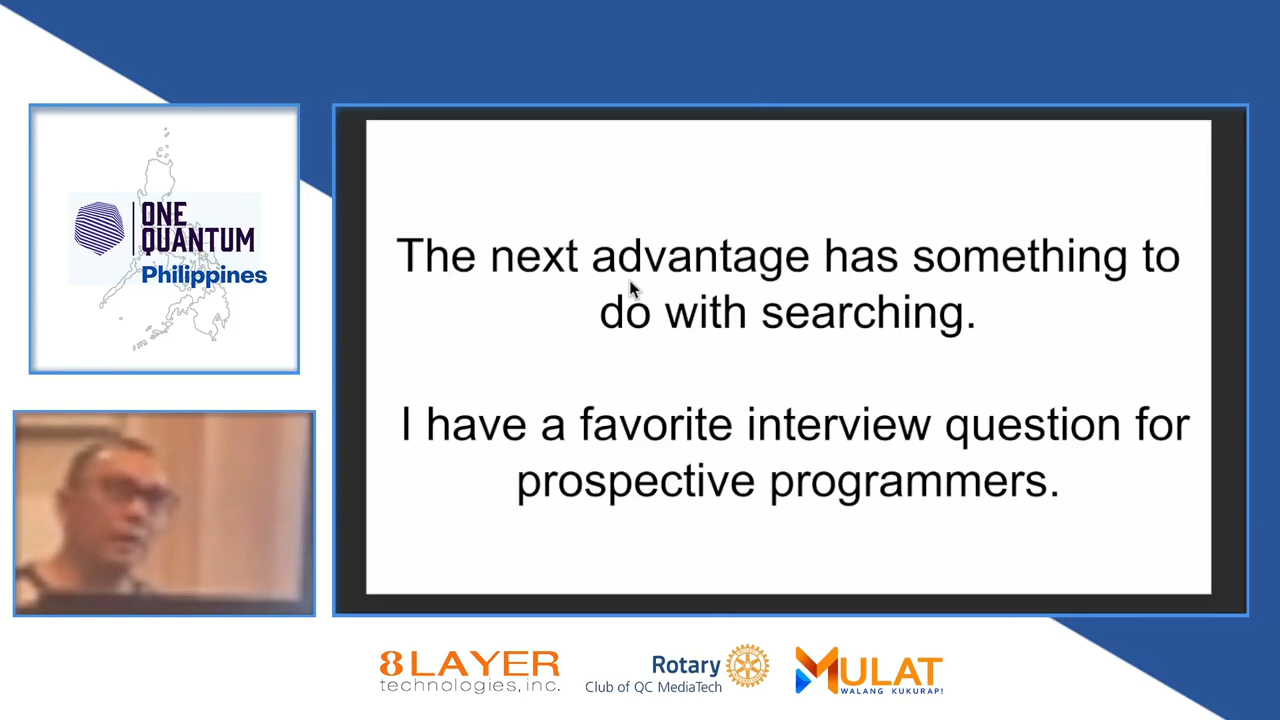 ONE
QUANTUM
Philippines
The next advantage has something to
do with searching.
I have a favorite interview question for
prospective programmers.
8LAYER
technologies, inc.
Rotary
Club of QC MediaTech
MULAT
WALANG KUKURAP!